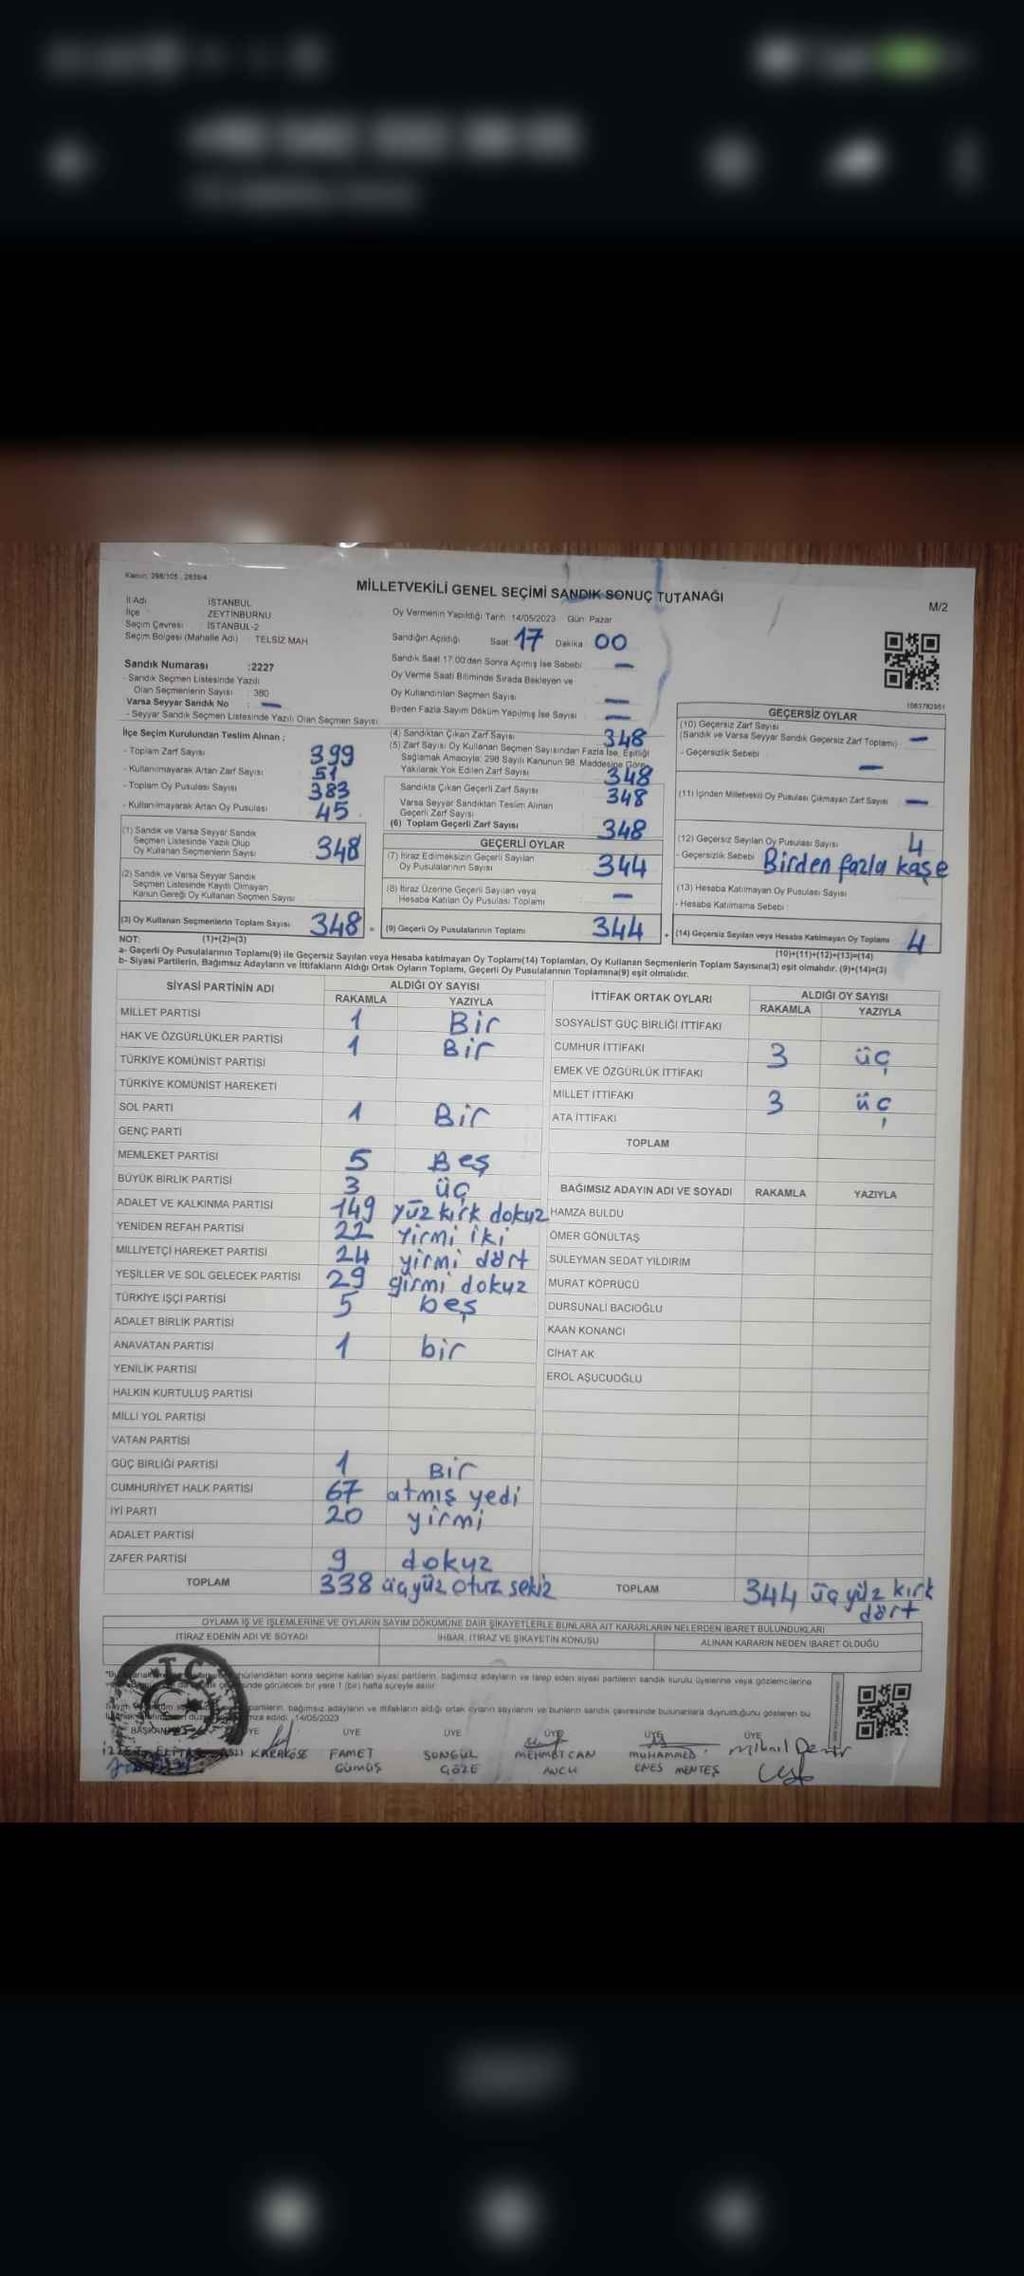 Kanun: 298/105, 2839/4
MİLLETVEKİLİ GENEL SEÇİMİ SANDIK SONUÇ TUTANAĞI
M/2
İl Adı : İSTANBUL
İlçe : ZEYTİNBURNU
Seçim Çevresi : İSTANBUL-2
Seçim Bölgesi (Mahalle Adı) : TELSİZ MAH
Oy Vermenin Yapıldığı Tarih: 14/05/2023 Gün: Pazar
Sandığın Açıldığı Saat 17 Dakika 00
Sandık Saat 17.00'dan Sonra Açılmış İse Sebebi : —
Oy Verme Saati Bitiminde Sırada Bekleyen ve
Oy Kullandırılan Seçmen Sayısı : —
Birden Fazla Sayım Döküm Yapılmış İse Sayısı : —
1063782951
Sandık Numarası : 2227
- Sandık Seçmen Listesinde Yazılı
Olan Seçmenlerin Sayısı : 380
Varsa Seyyar Sandık No : —
- Seyyar Sandık Seçmen Listesinde Yazılı Olan Seçmen Sayısı:
İlçe Seçim Kurulundan Teslim Alınan ;
- Toplam Zarf Sayısı : 399
- Kullanılmayarak Artan Zarf Sayısı : 51
- Toplam Oy Pusulası Sayısı : 383
- Kullanılmayarak Artan Oy Pusulası : 45
(1) Sandık ve Varsa Seyyar Sandık
Seçmen Listesinde Yazılı Olup
Oy Kullanan Seçmenlerin Sayısı : 348
(2) Sandık ve Varsa Seyyar Sandık
Seçmen Listesinde Kayıtlı Olmayan
Kanun Gereği Oy Kullanan Seçmen Sayısı :
(3) Oy Kullanan Seçmenlerin Toplam Sayısı : 348 =
(4) Sandıktan Çıkan Zarf Sayısı : 348
(5) Zarf Sayısı Oy Kullanan Seçmen Sayısından Fazla İse, Eşitliği
Sağlamak Amacıyla; 298 Sayılı Kanunun 98. Maddesine Göre
Yakılarak Yok Edilen Zarf Sayısı : 348
Sandıkta Çıkan Geçerli Zarf Sayısı : 348
Varsa Seyyar Sandıktan Teslim Alınan
Geçerli Zarf Sayısı :
(6) Toplam Geçerli Zarf Sayısı : 348
GEÇERLİ OYLAR
(7) İtiraz Edilmeksizin Geçerli Sayılan
Oy Pusulalarının Sayısı : 344
(8) İtiraz Üzerine Geçerli Sayılan veya
Hesaba Katılan Oy Pusulası Toplamı : —
(9) Geçerli Oy Pusulalarının Toplamı : 344 +
GEÇERSİZ OYLAR
(10) Geçersiz Zarf Sayısı
(Sandık ve Varsa Seyyar Sandık Geçersiz Zarf Toplamı) : —
- Geçersizlik Sebebi : —
(11) İçinden Milletvekili Oy Pusulası Çıkmayan Zarf Sayısı : —
(12) Geçersiz Sayılan Oy Pusulası Sayısı : 4
- Geçersizlik Sebebi : Birden fazla kaşe
(13) Hesaba Katılmayan Oy Pusulası Sayısı :
- Hesaba Katılmama Sebebi :
(14) Geçersiz Sayılan veya Hesaba Katılmayan Oy Toplamı : 4
NOT: (1)+(2)=(3) (10)+(11)+(12)+(13)=(14)
a- Geçerli Oy Pusulalarının Toplamı(9) ile Geçersiz Sayılan veya Hesaba katılmayan Oy Toplamı(14) Toplamları, Oy Kullanan Seçmenlerin Toplam Sayısına(3) eşit olmalıdır. (9)+(14)=(3)
b- Siyasi Partilerin, Bağımsız Adayların ve İttifakların Aldığı Ortak Oyların Toplamı, Geçerli Oy Pusulalarının Toplamına(9) eşit olmalıdır.
SİYASİ PARTİNİN ADI ALDIĞI OY SAYISI
RAKAMLA YAZIYLA
MİLLET PARTİSİ 1 Bir
HAK VE ÖZGÜRLÜKLER PARTİSİ 1 Bir
TÜRKİYE KOMÜNİST PARTİSİ
TÜRKİYE KOMÜNİST HAREKETİ
SOL PARTİ 1 Bir
GENÇ PARTİ
MEMLEKET PARTİSİ 5 Beş
BÜYÜK BİRLİK PARTİSİ 3 üç
ADALET VE KALKINMA PARTİSİ 149 yüz kırk dokuz
YENİDEN REFAH PARTİSİ 22 Yirmi iki
MİLLİYETÇİ HAREKET PARTİSİ 24 yirmi dört
YEŞİLLER VE SOL GELECEK PARTİSİ 29 yirmi dokuz
TÜRKİYE İŞÇİ PARTİSİ 5 beş
ADALET BİRLİK PARTİSİ
ANAVATAN PARTİSİ 1 bir
YENİLİK PARTİSİ
HALKIN KURTULUŞ PARTİSİ
MİLLİ YOL PARTİSİ
VATAN PARTİSİ
GÜÇ BİRLİĞİ PARTİSİ 1 Bir
CUMHURİYET HALK PARTİSİ 67 atmış yedi
İYİ PARTİ 20 yirmi
ADALET PARTİSİ
ZAFER PARTİSİ 9 dokuz
TOPLAM 338 üçyüz otuz sekiz
İTTİFAK ORTAK OYLARI ALDIĞI OY SAYISI
RAKAMLA YAZIYLA
SOSYALİST GÜÇ BİRLİĞİ İTTİFAKI
CUMHUR İTTİFAKI 3 üç
EMEK VE ÖZGÜRLÜK İTTİFAKI
MİLLET İTTİFAKI 3 üç
ATA İTTİFAKI
TOPLAM
BAĞIMSIZ ADAYIN ADI VE SOYADI RAKAMLA YAZIYLA
HAMZA BULDU
ÖMER GÖNÜLTAŞ
SÜLEYMAN SEDAT YILDIRIM
MURAT KÖPRÜCÜ
DURSUNALİ BACIOĞLU
KAAN KONANCI
CİHAT AK
EROL AŞUCUOĞLU
TOPLAM 344 üçyüz kırk
dört
OYLAMA İŞ VE İŞLEMLERİNE VE OYLARIN SAYIM DÖKÜMÜNE DAİR ŞİKAYETLERLE BUNLARA AİT KARARLARIN NELERDEN İBARET BULUNDUKLARI
İTİRAZ EDENİN ADI VE SOYADI İHBAR, İTİRAZ VE ŞİKAYETİN KONUSU ALINAN KARARIN NEDEN İBARET OLDUĞU
sonra seçime katılan siyasi partilerin, bağımsız adayların ve talep eden siyasi partilerin sandık kurulu üyelerine veya gözlemcilerine
görülecek bir yere 1 (bir) hafta süreyle asılır.
partilerin, bağımsız adayların ve ittifakların aldığı ortak oyların sayılarını ve bunların sandık çevresinde bulunanlara duyrulduğunu gösteren bu
14/05/2023
T.C.
BAŞKAN ÜYE ÜYE ÜYE ÜYE ÜYE
ASLI KARAKÖSE FAMET SONGÜL MEHMETCAN MUHAMMED
GÜMÜŞ GÖZE AVCU ENES MENTEŞ